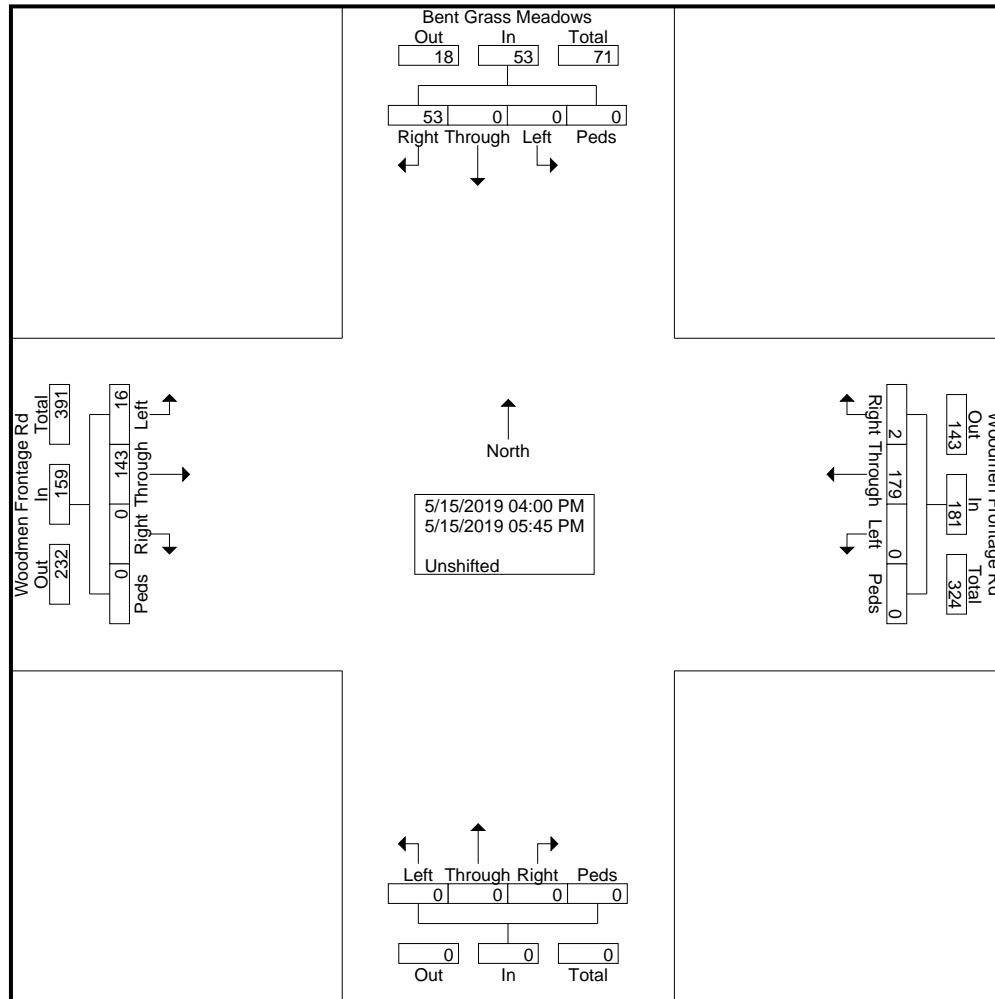 Bent Grass Meadows
Out In Total
18 53 71
53 0 0 0
Right Through Left Peds
Woodmen Frontage Rd
Total In Out
391 159 232
16 143 0 0
Left Through Right Peds
North
5/15/2019 04:00 PM
5/15/2019 05:45 PM
Unshifted
Right Through Left Peds
2 179 0 0
143 181 324
Out In Total
Woodmen Frontage Rd
Left Through Right Peds
0 0 0 0
0 0 0
Out In Total